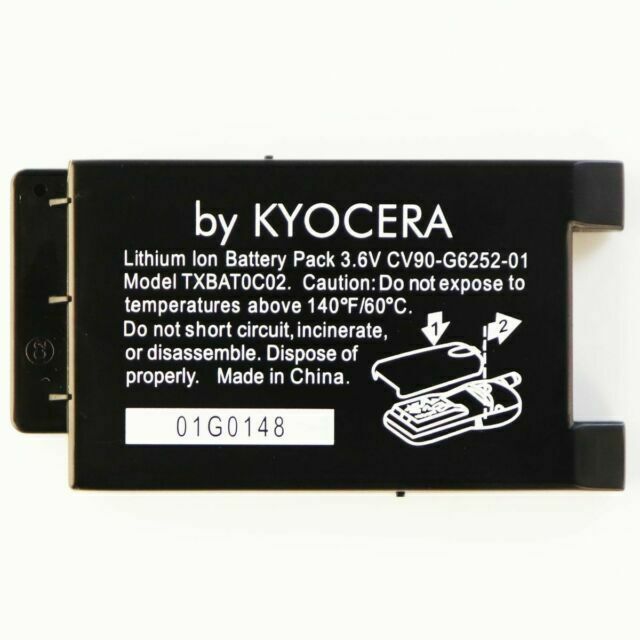 by KYOCERA
Lithium Ion Battery Pack 3.6V CV90-G6252-01
Model TXBAT0C02. Caution: Do not expose to
temperatures above 140°F/60°C.
Do not short circuit, incinerate,
or disassemble. Dispose of
properly. Made in China.
1
2
01G0148
C2